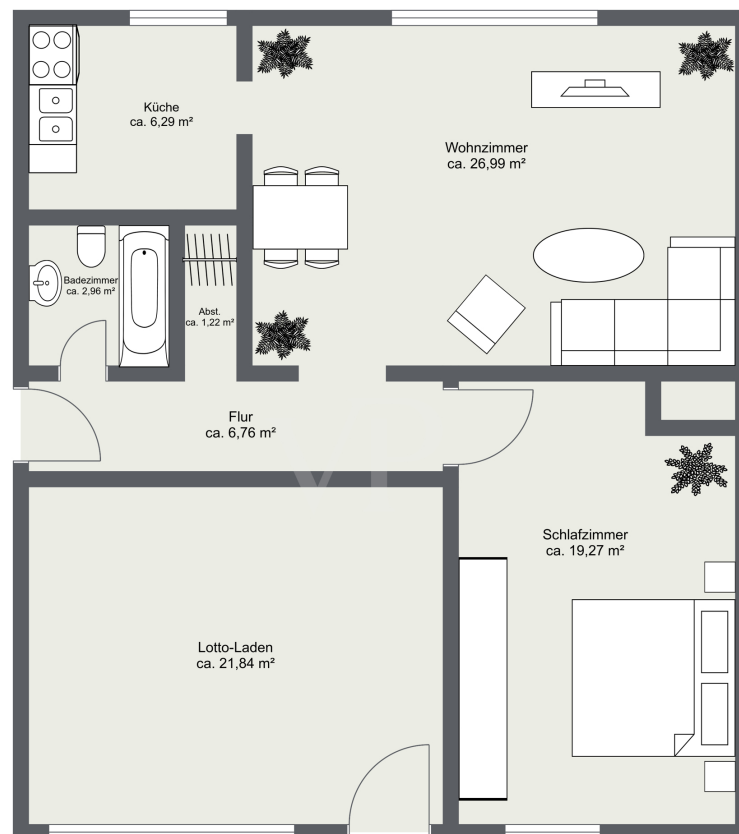 Küche
ca. 6,29 m²
Wohnzimmer
ca. 26,99 m²
Badezimmer
ca. 2,96 m²
Abst.
ca. 1,22 m²
Flur
ca. 6,76 m²
Schlafzimmer
ca. 19,27 m²
Lotto-Laden
ca. 21,84 m²